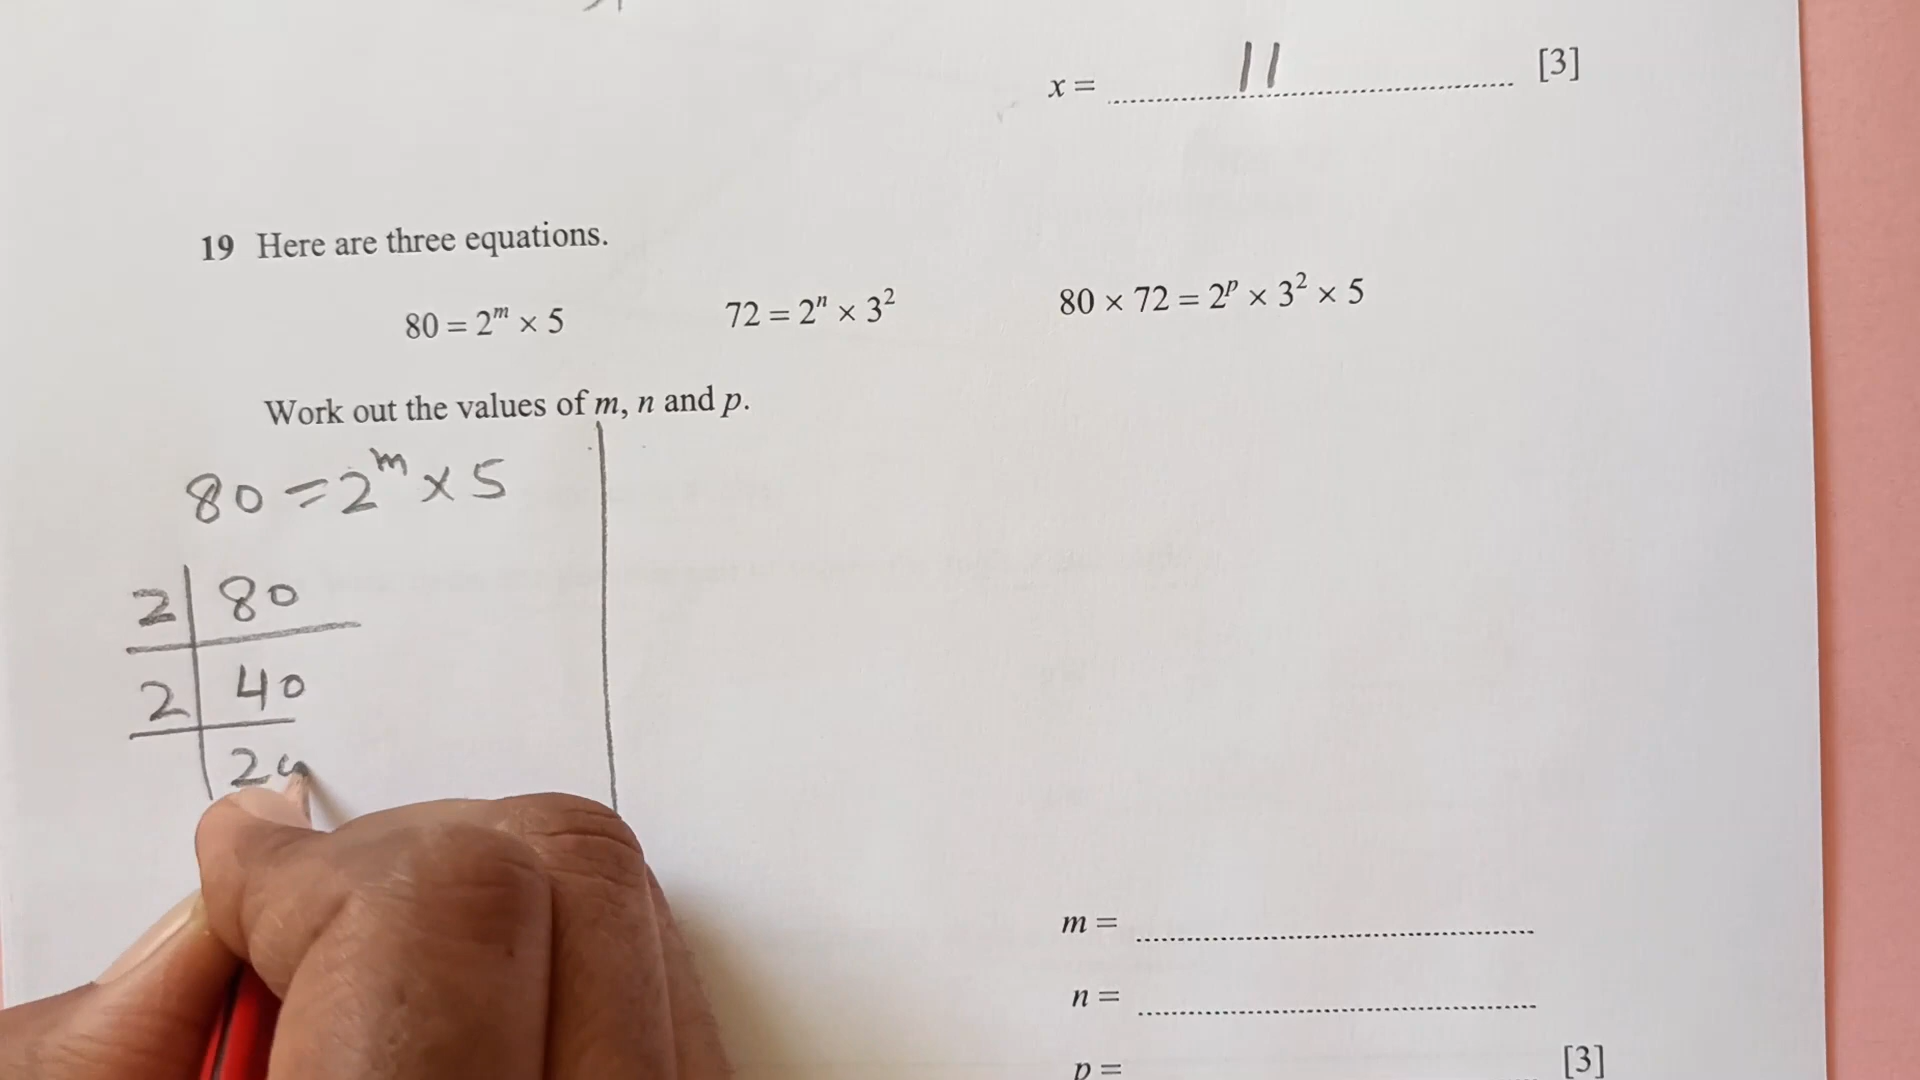 x = 11 [3]
19 Here are three equations.
80 = 2^m × 5 72 = 2^n × 3^2 80 × 72 = 2^p × 3^2 × 5
Work out the values of m, n and p.
80 = 2^m × 5
2 | 80
2 | 40
2
m =
n =
p = [3]